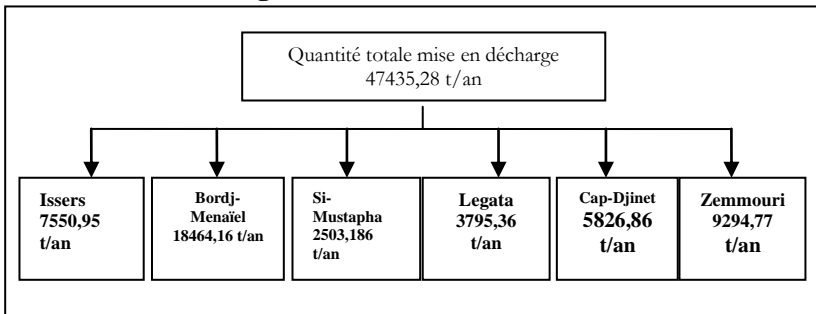 Quantité totale mise en décharge
47435,28 t/an
Issers
7550,95
t/an
Bordj-
Menaïel
18464,16 t/an
Si-
Mustapha
2503,186
t/an
Legata
3795,36
t/an
Cap-Djinet
5826,86
t/an
Zemmouri
9294,77
t/an